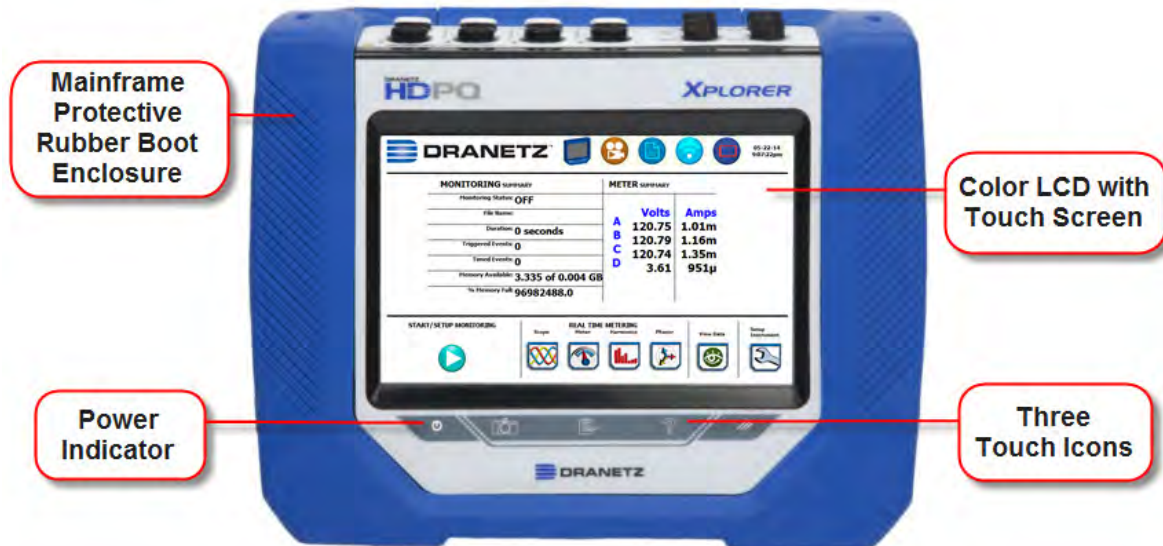 Mainframe
Protective
Rubber Boot
Enclosure
Color LCD with
Touch Screen
Power
Indicator
Three
Touch Icons
DRANETZ
HDPQ
XPLORER
DRANETZ
05-22-14
9:07:22pm
MONITORING SUMMARY
Monitoring Status: OFF
File Name:
Duration: 0 seconds
Triggered Events: 0
Timed Events: 0
Memory Available: 3.335 of 0.004 GB
% Memory Full: 96982488.0
METER SUMMARY
Volts Amps
A 120.75 1.01m
B 120.79 1.16m
C 120.74 1.35m
D 3.61 951µ
START/SETUP MONITORING
REAL TIME METERING
Scope Meter Harmonics Phasor
View Data
Setup
Instrument
DRANETZ